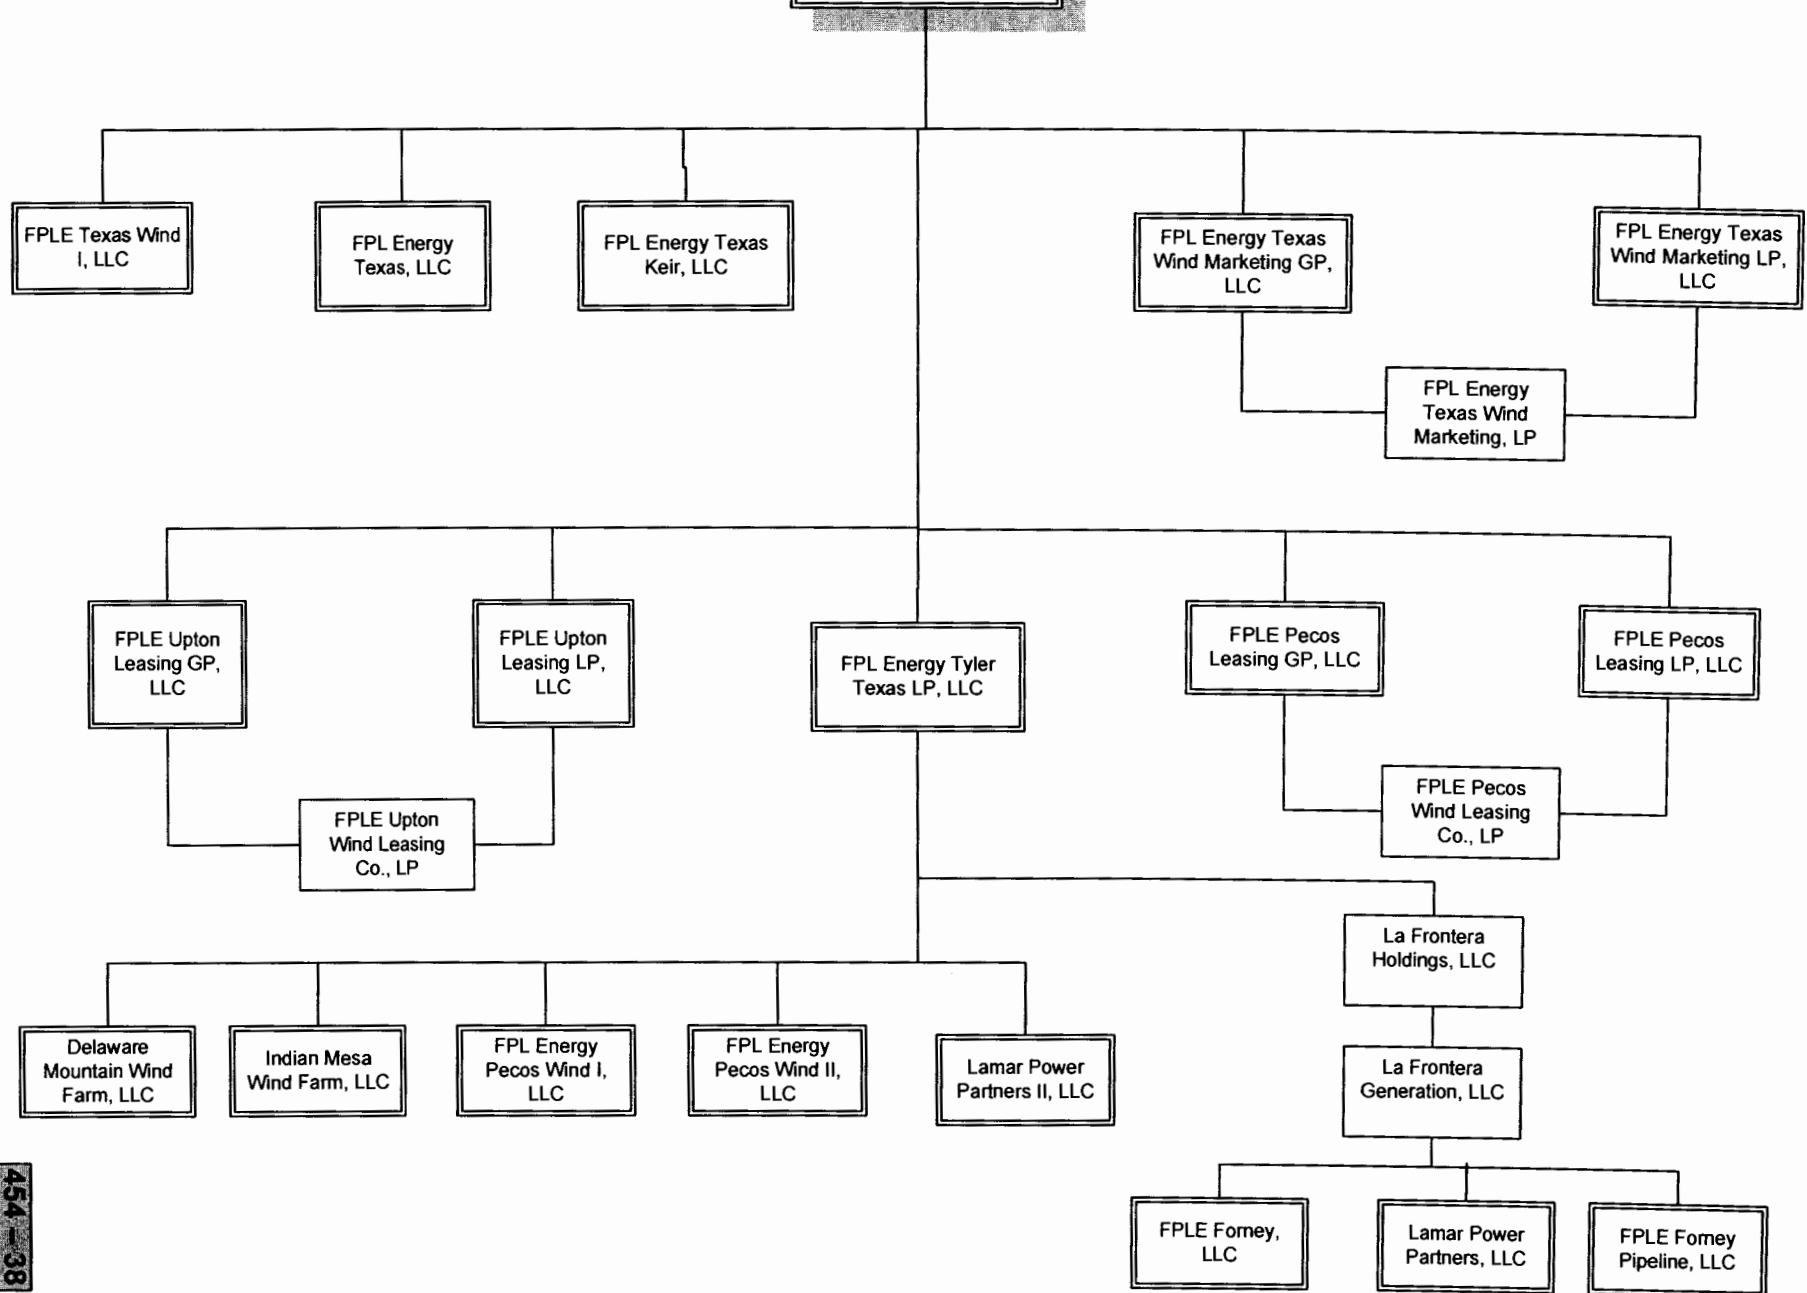 FPLE Texas Wind
I, LLC
FPL Energy
Texas, LLC
FPL Energy Texas
Keir, LLC
FPL Energy Texas
Wind Marketing GP,
LLC
FPL Energy Texas
Wind Marketing LP,
LLC
FPL Energy
Texas Wind
Marketing, LP
FPLE Upton
Leasing GP,
LLC
FPLE Upton
Leasing LP,
LLC
FPL Energy Tyler
Texas LP, LLC
FPLE Pecos
Leasing GP, LLC
FPLE Pecos
Leasing LP, LLC
FPLE Upton
Wind Leasing
Co., LP
FPLE Pecos
Wind Leasing
Co., LP
La Frontera
Holdings, LLC
Delaware
Mountain Wind
Farm, LLC
Indian Mesa
Wind Farm, LLC
FPL Energy
Pecos Wind I,
LLC
FPL Energy
Pecos Wind II,
LLC
Lamar Power
Partners II, LLC
La Frontera
Generation, LLC
FPLE Forney,
LLC
Lamar Power
Partners, LLC
FPLE Forney
Pipeline, LLC
454-38